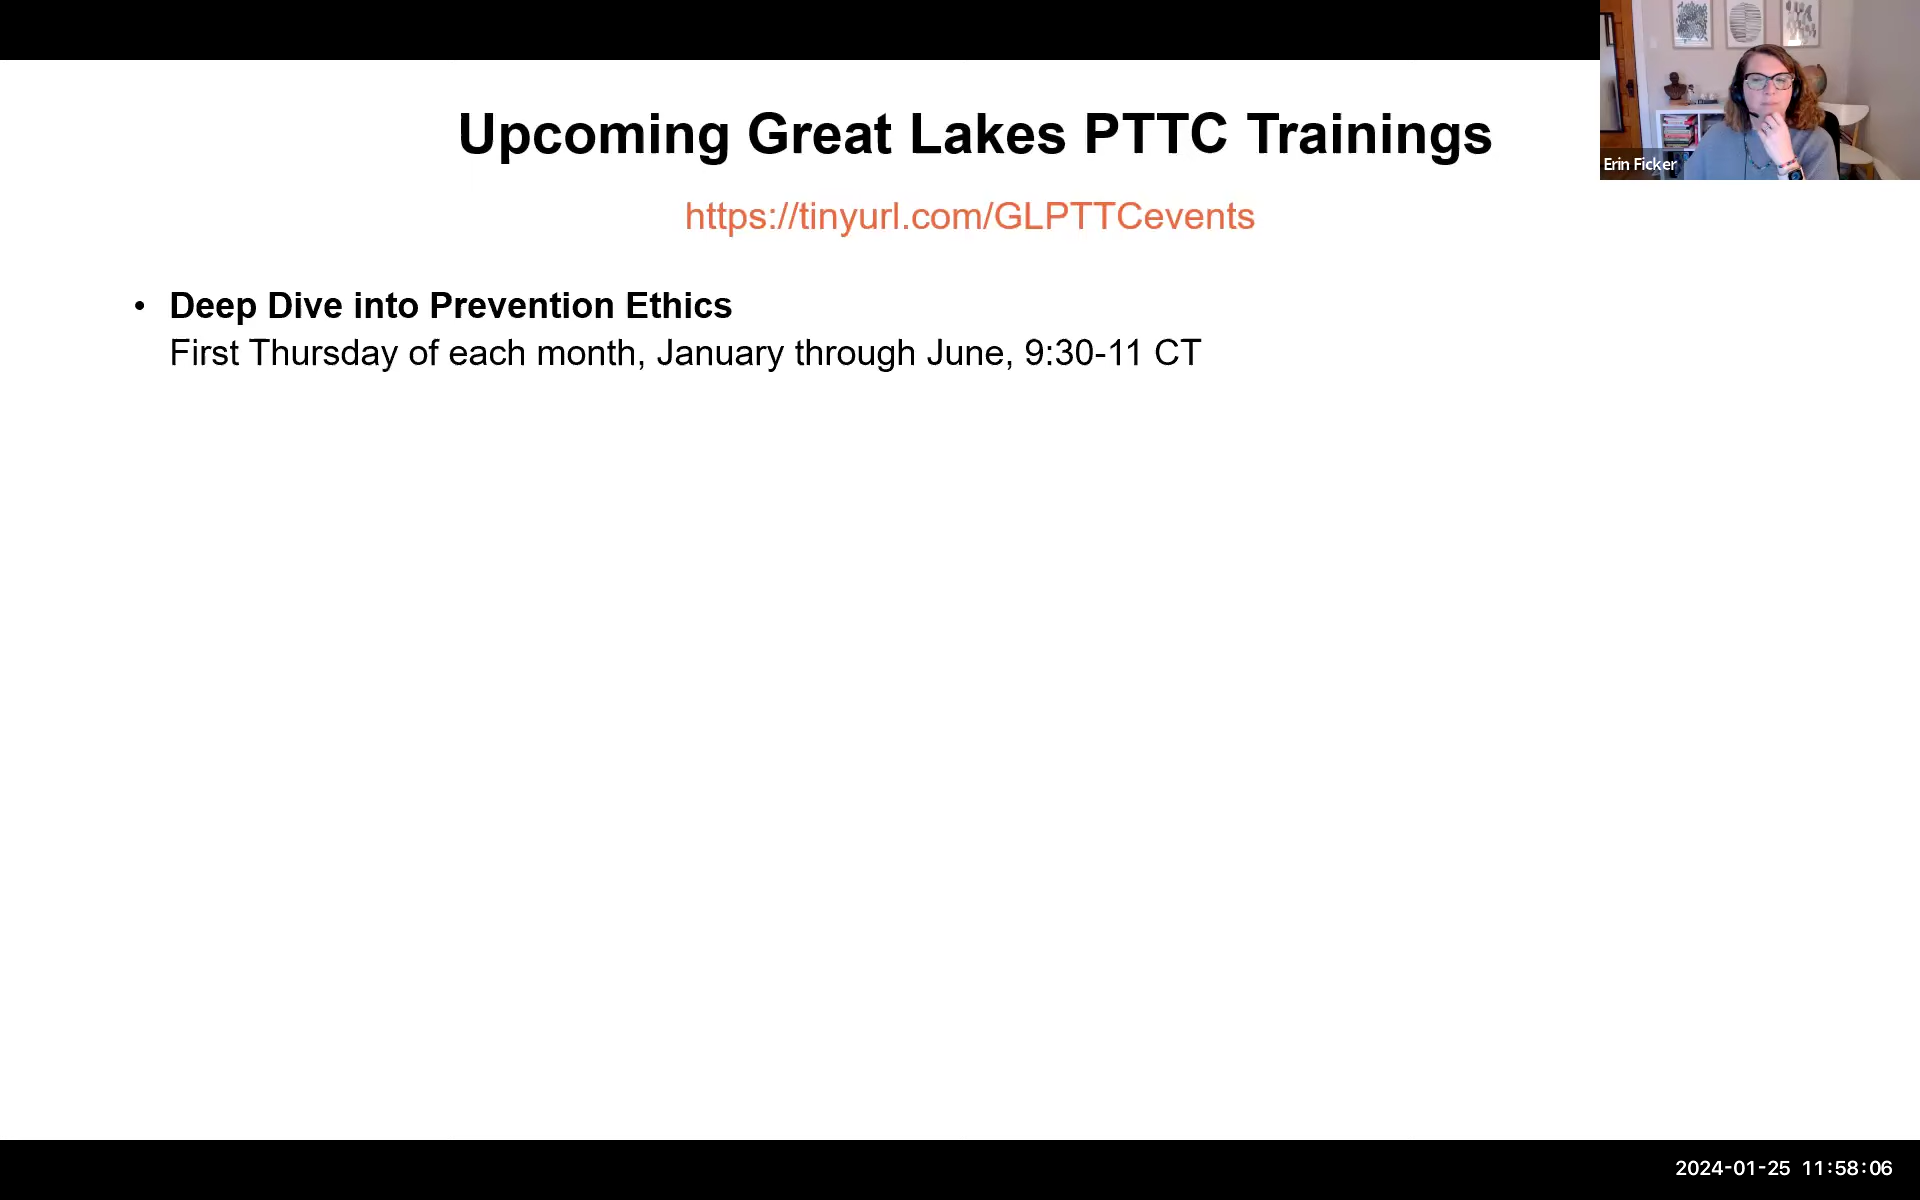 Upcoming Great Lakes PTTC Trainings
https://tinyurl.com/GLPTTCevents
• Deep Dive into Prevention Ethics
First Thursday of each month, January through June, 9:30-11 CT
Erin Ficker
2024-01-25 11:58:06